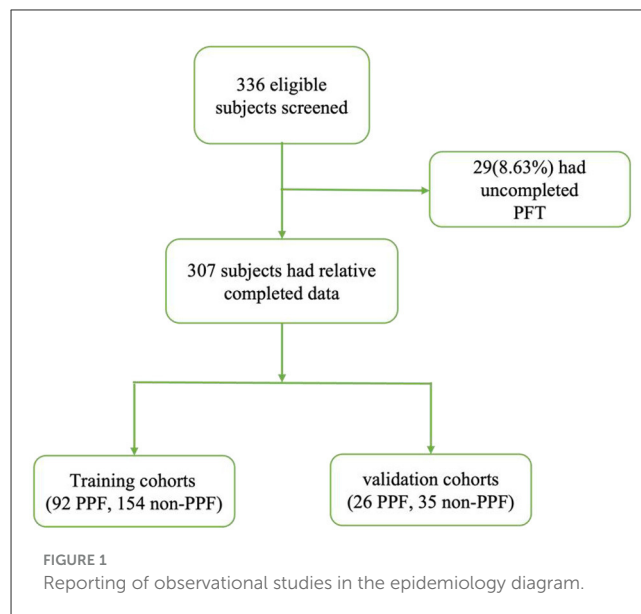 336 eligible
subjects screened
29(8.63%) had
uncompleted
PFT
307 subjects had relative
completed data
Training cohorts
(92 PPF, 154 non-PPF)
validation cohorts
(26 PPF, 35 non-PPF)
FIGURE 1
Reporting of observational studies in the epidemiology diagram.